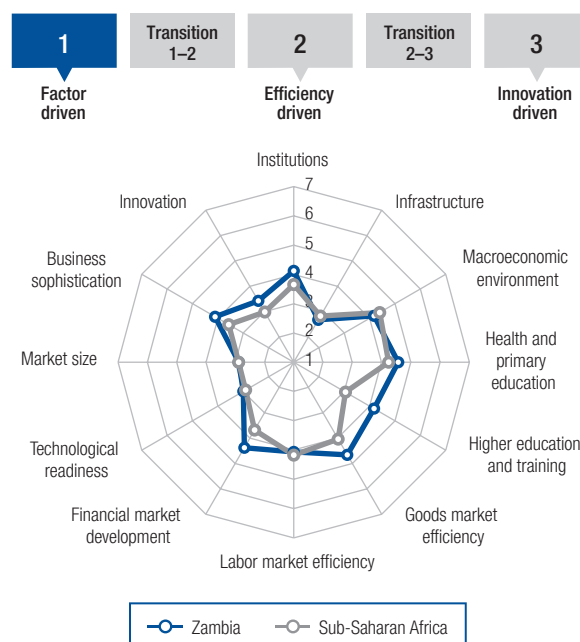 1
Transition
1–2
2
Transition
2–3
3
Factor
driven
Efficiency
driven
Innovation
driven
Institutions
7
6
5
4
3
2
1
Infrastructure
Macroeconomic
environment
Health and
primary
education
Higher education
and training
Goods market
efficiency
Labor market efficiency
Financial market
development
Technological
readiness
Market size
Business
sophistication
Innovation
Zambia
Sub-Saharan Africa